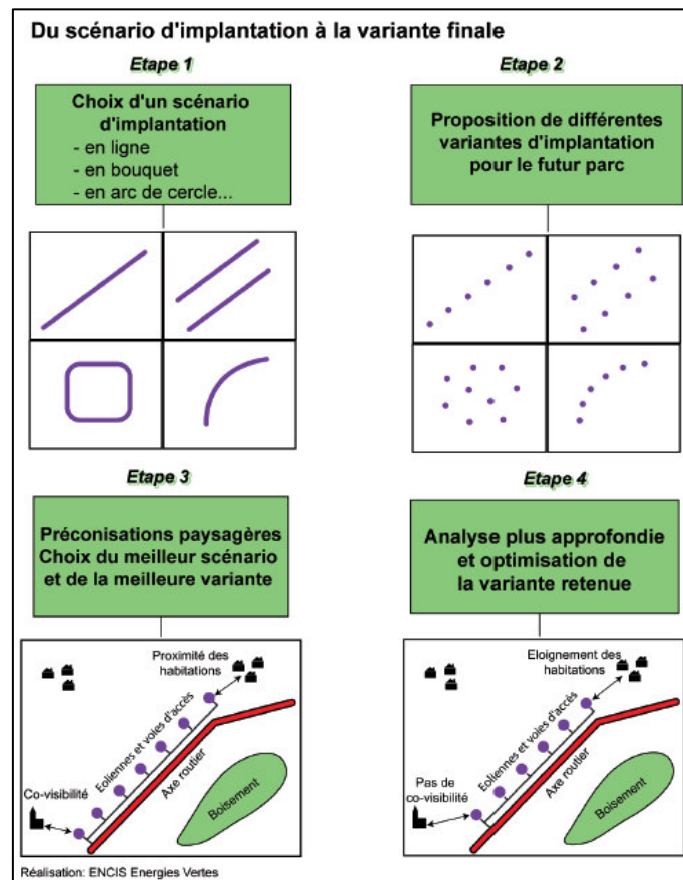 Du scénario d'implantation à la variante finale
Etape 1
Choix d'un scénario
d'implantation
- en ligne
- en bouquet
- en arc de cercle...
Etape 2
Proposition de différentes
variantes d'implantation
pour le futur parc
Etape 3
Préconisations paysagères
Choix du meilleur scénario
et de la meilleure variante
Proximité des
habitations
Eoliennes et voies d'accès
Axe routier
Co-visibilité
Boisement
Etape 4
Analyse plus approfondie
et optimisation de
la variante retenue
Eloignement des
habitations
Eoliennes et voies d'accès
Axe routier
Pas de
co-visibilité
Boisement
Réalisation: ENCIS Energies Vertes